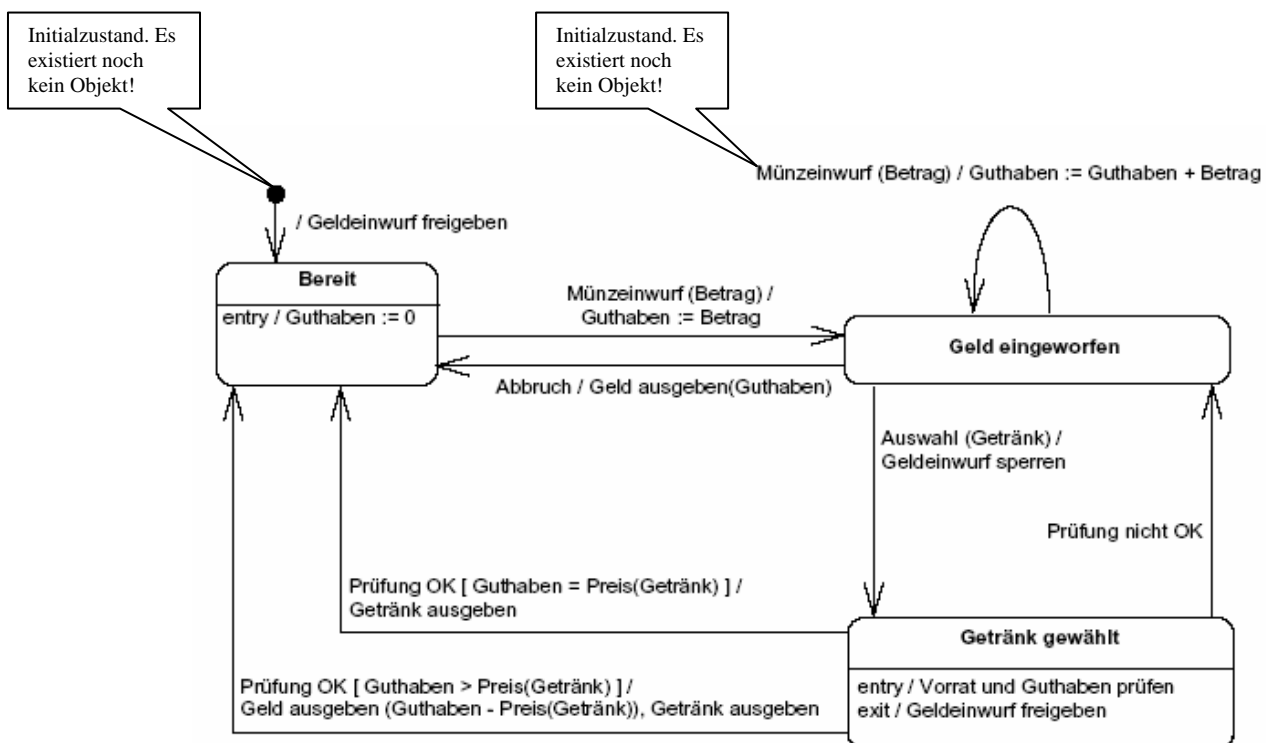 Initialzustand. Es
existiert noch
kein Objekt!
Initialzustand. Es
existiert noch
kein Objekt!
Münzeinwurf (Betrag) / Guthaben := Guthaben + Betrag
/ Geldeinwurf freigeben
Bereit
entry / Guthaben := 0
Münzeinwurf (Betrag) /
Guthaben := Betrag
Geld eingeworfen
Abbruch / Geld ausgeben(Guthaben)
Auswahl (Getränk) /
Geldeinwurf sperren
Prüfung nicht OK
Prüfung OK [ Guthaben = Preis(Getränk) ] /
Getränk ausgeben
Getränk gewählt
entry / Vorrat und Guthaben prüfen
exit / Geldeinwurf freigeben
Prüfung OK [ Guthaben > Preis(Getränk) ] /
Geld ausgeben (Guthaben - Preis(Getränk)), Getränk ausgeben